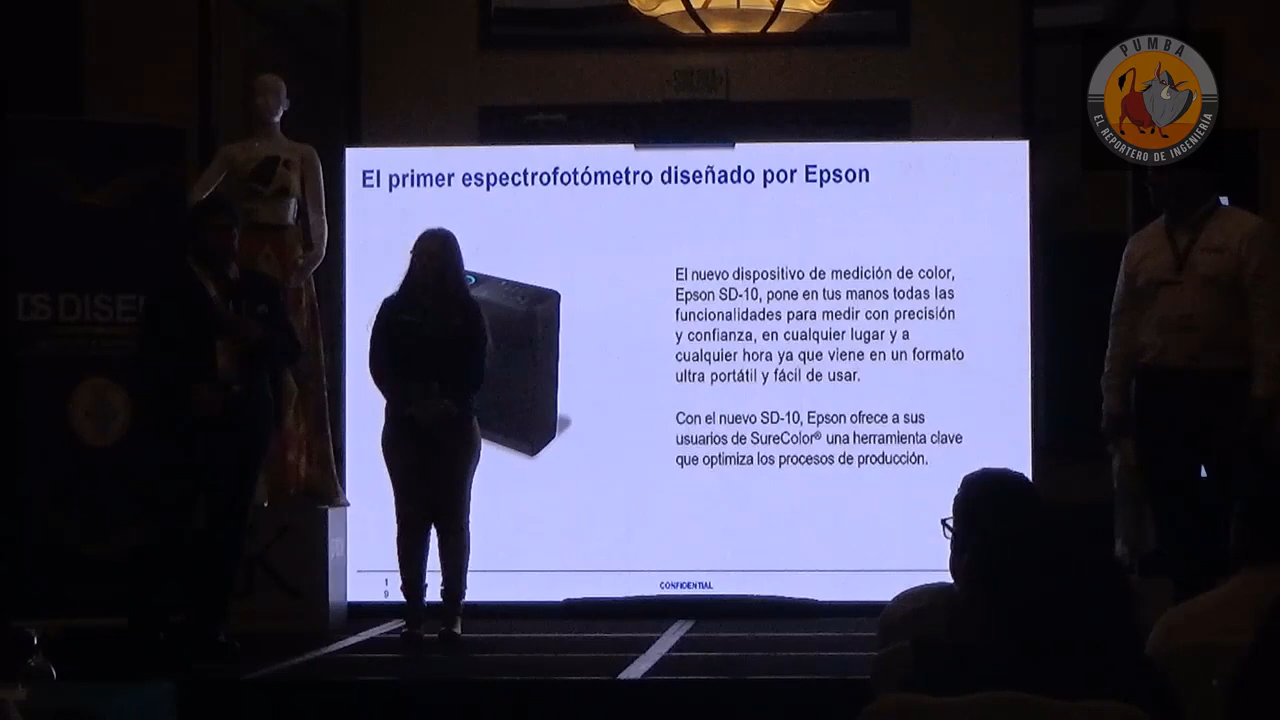 PUMBA
EL REPORTERO DE INGENIERÍA
El primer espectrofotómetro diseñado por Epson
El nuevo dispositivo de medición de color,
Epson SD-10, pone en tus manos todas las
funcionalidades para medir con precisión
y confianza, en cualquier lugar y a
cualquier hora ya que viene en un formato
ultra portátil y fácil de usar.
Con el nuevo SD-10, Epson ofrece a sus
usuarios de SureColor® una herramienta clave
que optimiza los procesos de producción.
CONFIDENTIAL